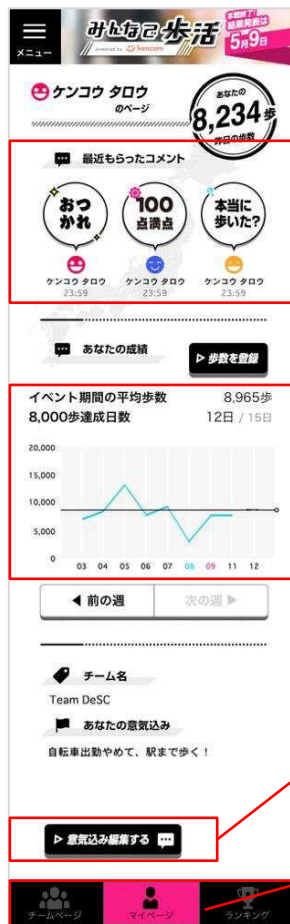 メニュー
みんなで歩活
powered by kencom
本戦終了!
結果発表は
5月9日
ケンコウ タロウ
のページ
あなたの
8,234歩
昨日の歩数
最近もらったコメント
おつかれ
100点満点
本当に歩いた?
ケンコウ タロウ ケンコウ タロウ ケンコウ タロウ
23:59 23:59 23:59
あなたの成績
▷ 歩数を登録
イベント期間の平均歩数 8,965歩
8,000歩達成日数 12日 / 15日
20,000
15,000
10,000
5,000
0
03 04 05 06 07 08 09 11 12
◀ 前の週 次の週 ▶
チーム名
Team DeSC
あなたの意気込み
自転車出勤やめて、駅まで歩く!
▷ 意気込み編集する
チームページ マイページ ランキング